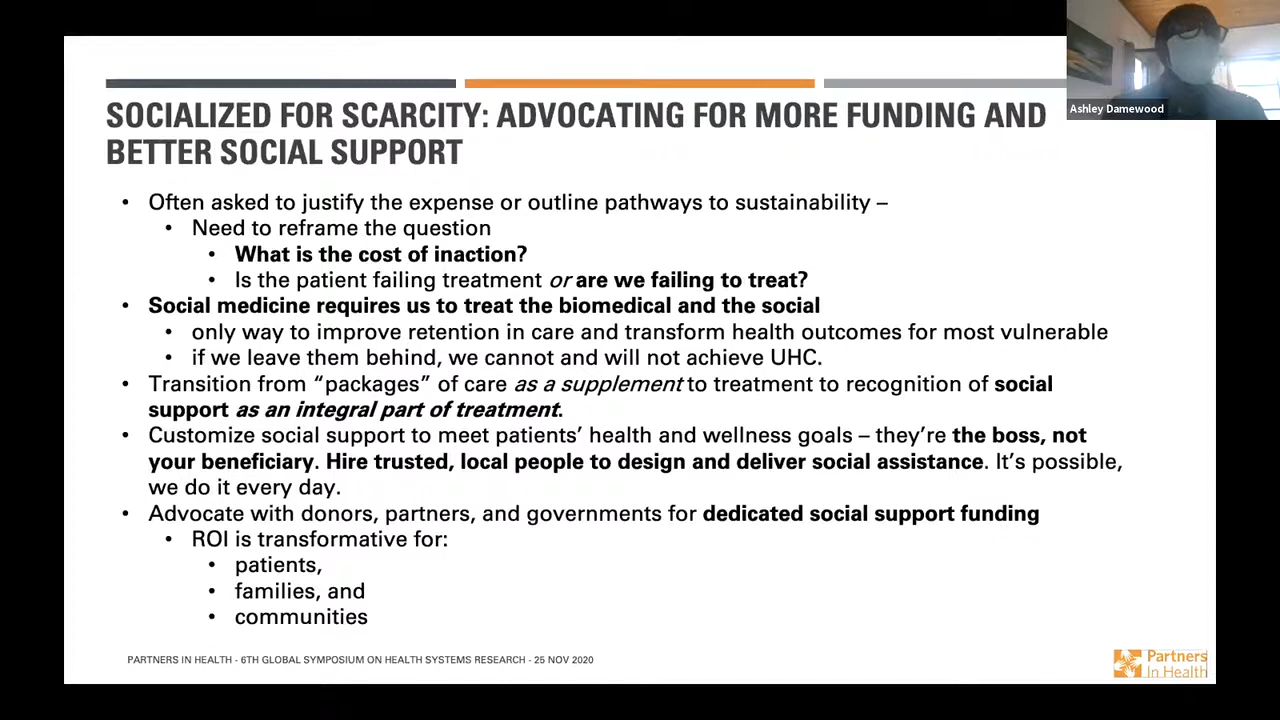 SOCIALIZED FOR SCARCITY: ADVOCATING FOR MORE FUNDING AND
BETTER SOCIAL SUPPORT
Ashley Damewood
• Often asked to justify the expense or outline pathways to sustainability –
• Need to reframe the question
• What is the cost of inaction?
• Is the patient failing treatment or are we failing to treat?
• Social medicine requires us to treat the biomedical and the social
• only way to improve retention in care and transform health outcomes for most vulnerable
• if we leave them behind, we cannot and will not achieve UHC.
• Transition from “packages” of care as a supplement to treatment to recognition of social
support as an integral part of treatment.
• Customize social support to meet patients’ health and wellness goals – they’re the boss, not
your beneficiary. Hire trusted, local people to design and deliver social assistance. It’s possible,
we do it every day.
• Advocate with donors, partners, and governments for dedicated social support funding
• ROI is transformative for:
• patients,
• families, and
• communities
PARTNERS IN HEALTH - 6TH GLOBAL SYMPOSIUM ON HEALTH SYSTEMS RESEARCH - 25 NOV 2020
Partners
In Health